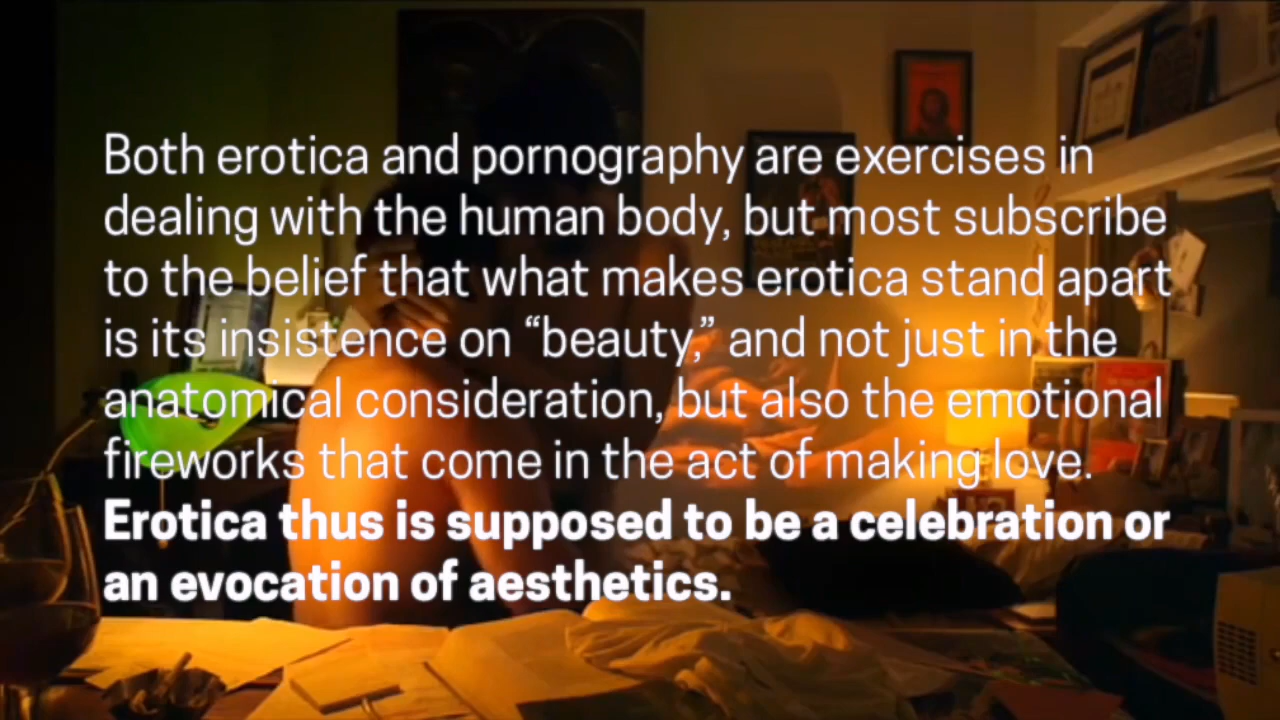 Both erotica and pornography are exercises in
dealing with the human body, but most subscribe
to the belief that what makes erotica stand apart
is its insistence on “beauty,” and not just in the
anatomical consideration, but also the emotional
fireworks that come in the act of making love.
Erotica thus is supposed to be a celebration or
an evocation of aesthetics.